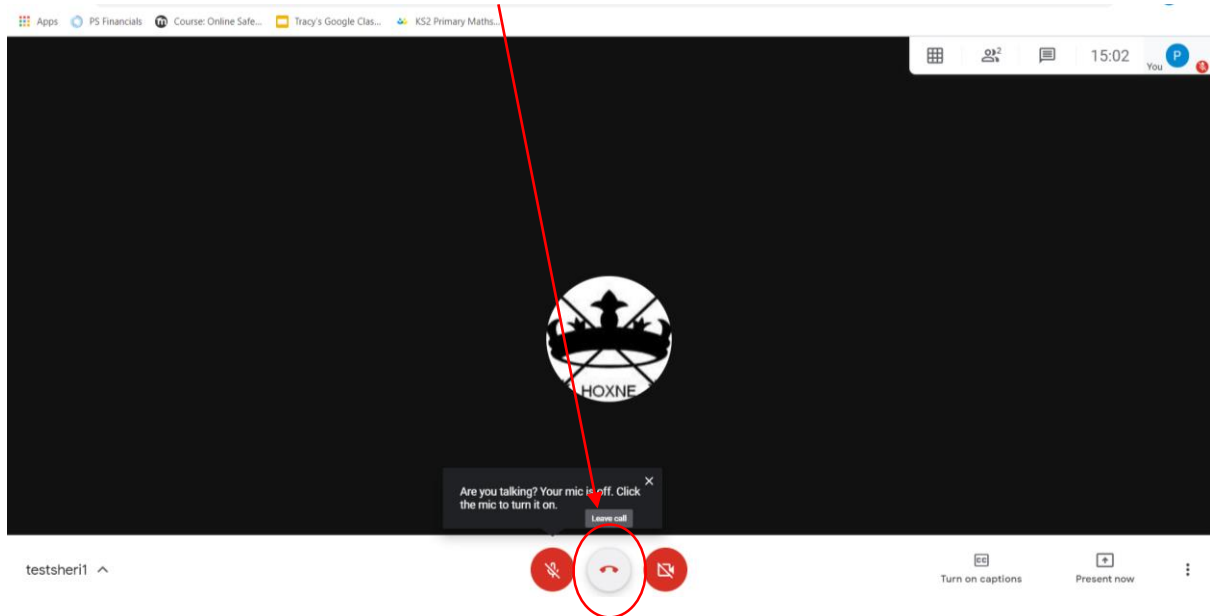 Apps PS Financials Course: Online Safe... Tracy's Google Clas... KS2 Primary Maths...
2 15:02 You P
HOXNE
Are you talking? Your mic is off. Click
the mic to turn it on.
Leave call
testsheri1
CC
Turn on captions Present now